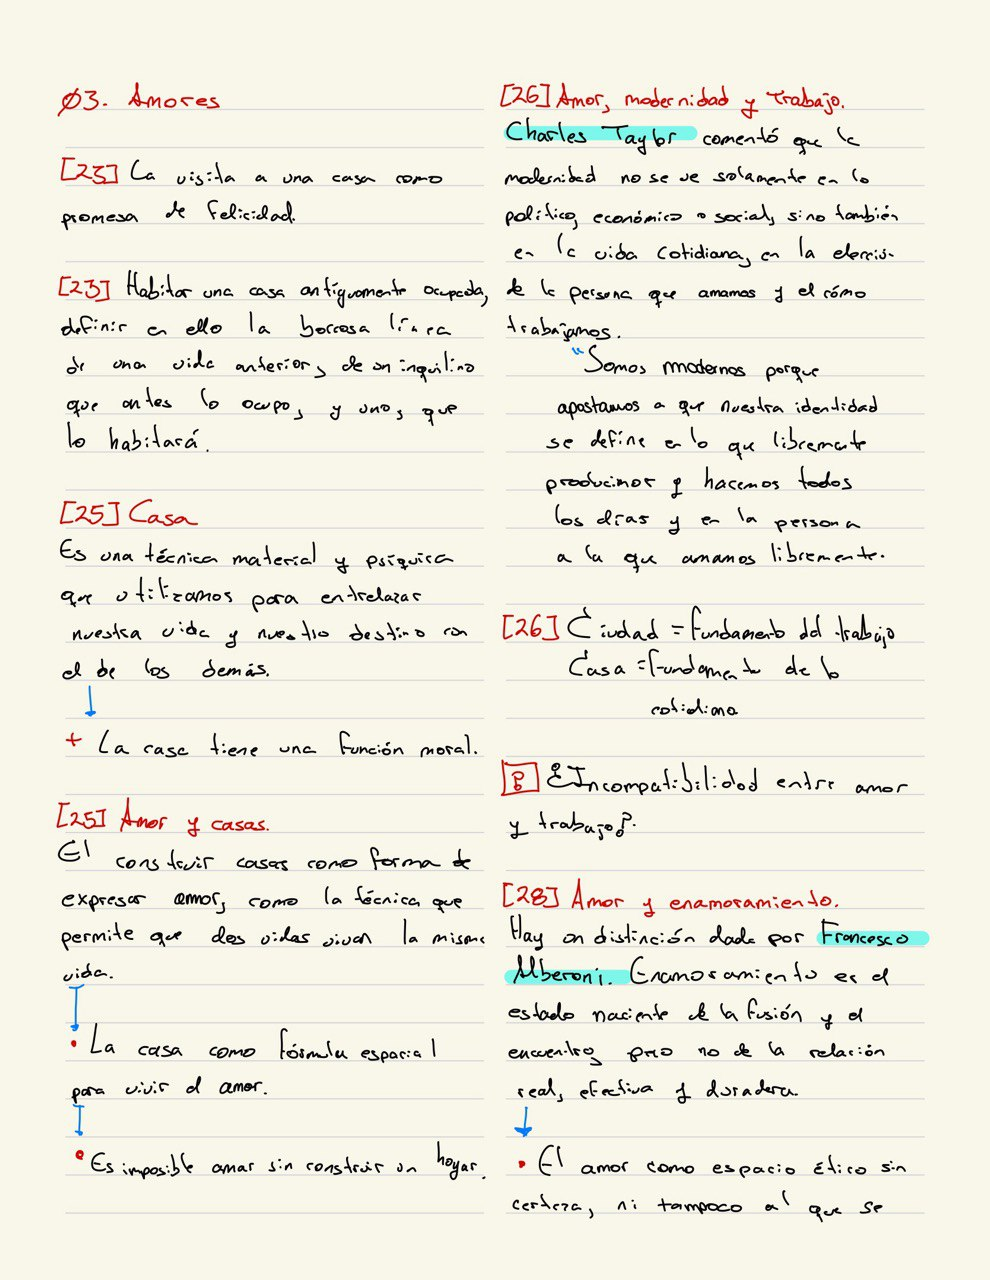 Ø3. Amores
[23] La visita a una casa como
promesa de felicidad.
[23] Habitar una casa antiguamente ocupada,
definir en ello la borrosa línea
de una vida anterior, de un inquilino
que antes lo ocupo, y uno, que
lo habitará.
[25] Casa
Es una técnica material y psíquica
que utilizamos para entrelazar
nuestra vida y nuestro destino con
el de los demás.
+ La casa tiene una función moral.
[25] Amor y casas.
El construir casas como forma de
expresar amor, como la técnica que
permite que dos vidas vivan la misma
vida.
• La casa como fórmula espacial
para vivir el amor.
• Es imposible amar sin construir un hogar.
[26] Amor, modernidad y trabajo.
Charles Taylor comentó que la
modernidad no se ve solamente en lo
político, económico o social, sino también
en la vida cotidiana, en la elección
de la persona que amamos y el cómo
trabajamos.
"Somos modernos porque
apostamos a que nuestra identidad
se define en lo que libremente
producimos y hacemos todos
los días y en la persona
a la que amamos libremente.
[26] Ciudad = fundamento del trabajo
Casa = fundamento de lo
cotidiano
[?] ¿Incompatibilidad entre amor
y trabajo?.
[28] Amor y enamoramiento.
Hay un distinción dada por Francesco
Alberoni. Enamoramiento es el
estado naciente de la fusión y el
encuentro, pero no de la relación
real, efectiva y duradera.
• El amor como espacio ético sin
certeza, ni tampoco al que se